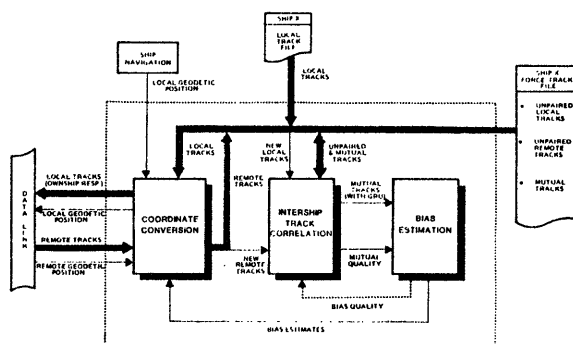 SHIP X
LOCAL
TRACK
FILE
SHIP
NAVIGATION
LOCAL
TRACKS
SHIP X
FORCE TRACK
FILE
LOCAL GEODETIC
POSITION
• UNPAIRED
LOCAL
TRACKS
• UNPAIRED
REMOTE
TRACKS
• MUTUAL
TRACKS
LOCAL
TRACKS
REMOTE
TRACKS
NEW
LOCAL
TRACKS
UNPAIRED
& MUTUAL
TRACKS
DATA LINK
LOCAL TRACKS
(OWNSHIP RESP.)
LOCAL GEODETIC
POSITION
REMOTE TRACKS
REMOTE GEODETIC
POSITION
COORDINATE
CONVERSION
NEW
REMOTE
TRACKS
INTERSHIP
TRACK
CORRELATION
MUTUAL
TRACKS
(WITH GRU)
MUTUAL
QUALITY
BIAS
ESTIMATION
BIAS QUALITY
BIAS ESTIMATES